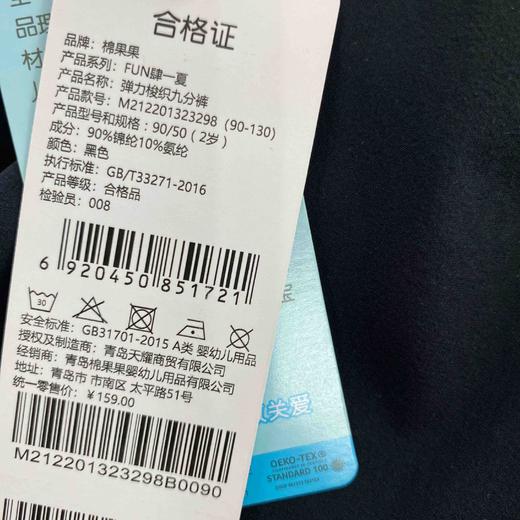 合格证
品牌：棉果果
产品系列：FUN肆一夏
产品名称：弹力梭织九分裤
产品款号：M212201323298（90-130）
产品型号和规格：90/50（2岁）
成分：90%锦纶10%氨纶
颜色：黑色
执行标准：GB/T33271-2016
产品等级：合格品
检验员：008
6 920450 851721
30
安全标准：GB31701-2015 A类 婴幼儿用品
授权及制造商：青岛天耀商贸有限公司
经销商：青岛棉果果婴幼儿用品有限公司
地址：青岛市 市南区 太平路51号
统一零售价：¥159.00
M212201323298B0090
材
关爱
OEKO-TEX®
STANDARD 100